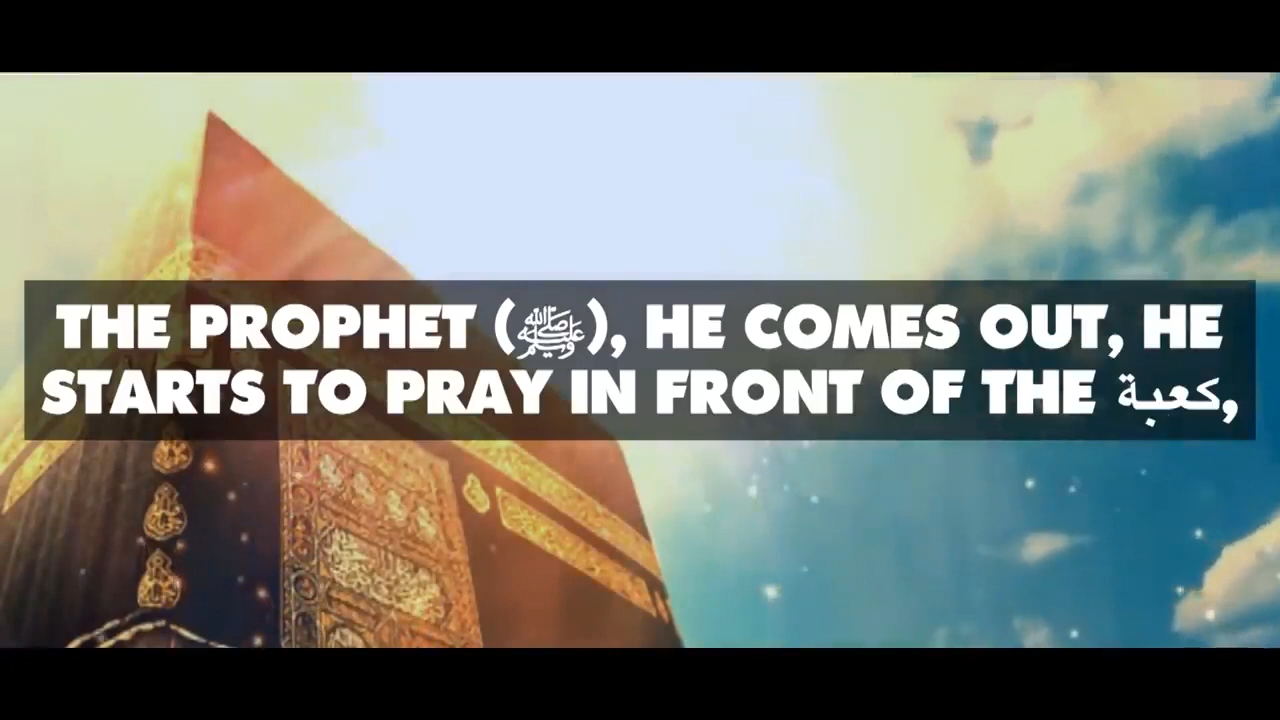 THE PROPHET (ﷺ), HE COMES OUT, HE
STARTS TO PRAY IN FRONT OF THE كعبة,